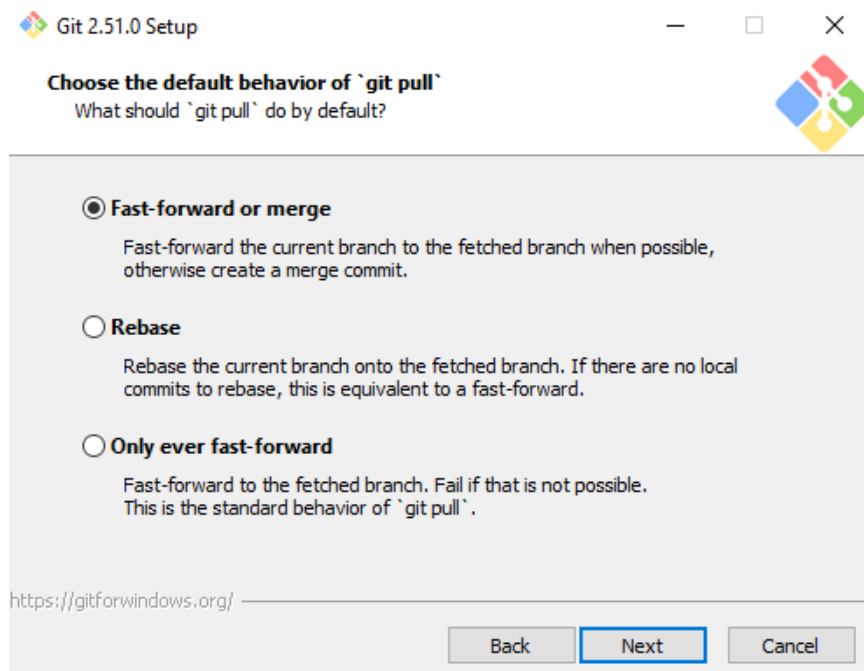 Git 2.51.0 Setup
Choose the default behavior of `git pull`
What should `git pull` do by default?
Fast-forward or merge
Fast-forward the current branch to the fetched branch when possible,
otherwise create a merge commit.
Rebase
Rebase the current branch onto the fetched branch. If there are no local
commits to rebase, this is equivalent to a fast-forward.
Only ever fast-forward
Fast-forward to the fetched branch. Fail if that is not possible.
This is the standard behavior of `git pull`.
https://gitforwindows.org/
Back Next Cancel